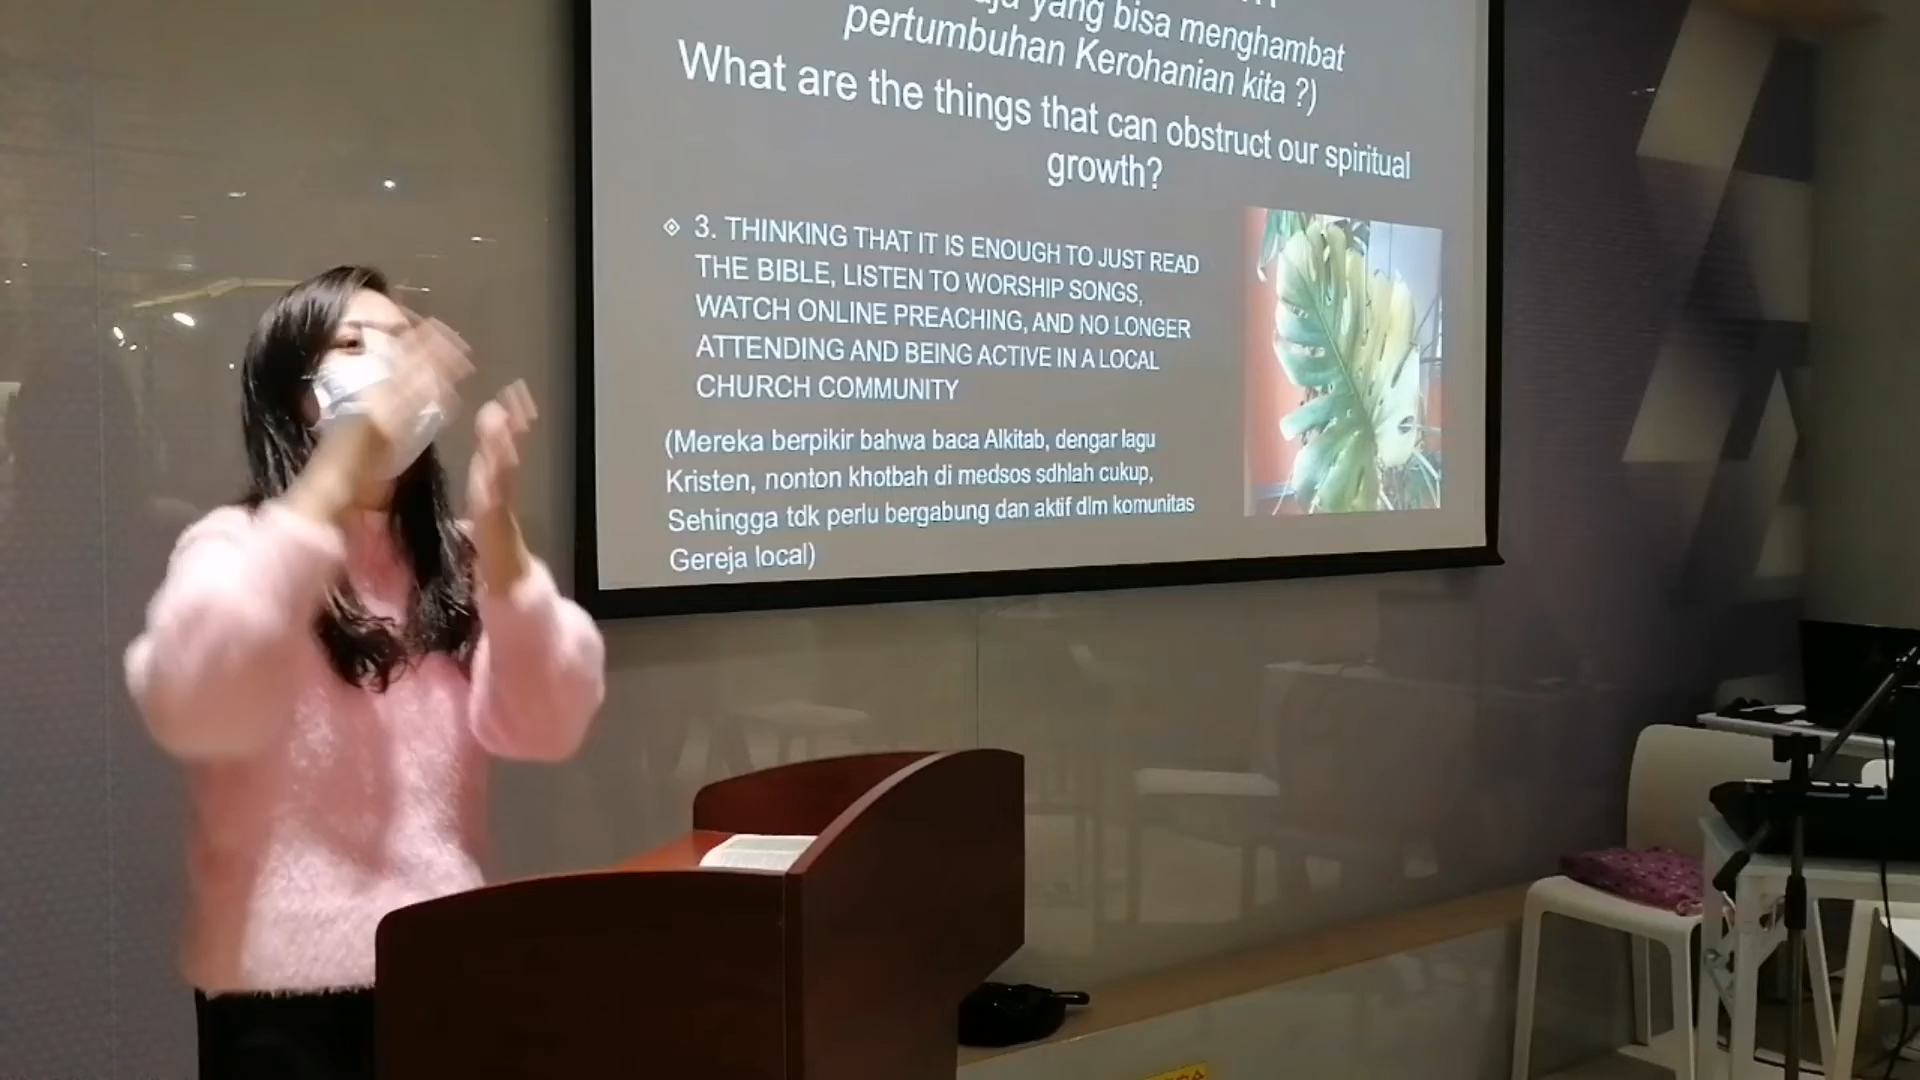 yang bisa menghambat
pertumbuhan Kerohanian kita ?)
What are the things that can obstruct our spiritual
growth?
3. THINKING THAT IT IS ENOUGH TO JUST READ
THE BIBLE, LISTEN TO WORSHIP SONGS,
WATCH ONLINE PREACHING, AND NO LONGER
ATTENDING AND BEING ACTIVE IN A LOCAL
CHURCH COMMUNITY
(Mereka berpikir bahwa baca Alkitab, dengar lagu
Kristen, nonton khotbah di medsos sdhlah cukup,
Sehingga tdk perlu bergabung dan aktif dlm komunitas
Gereja local)